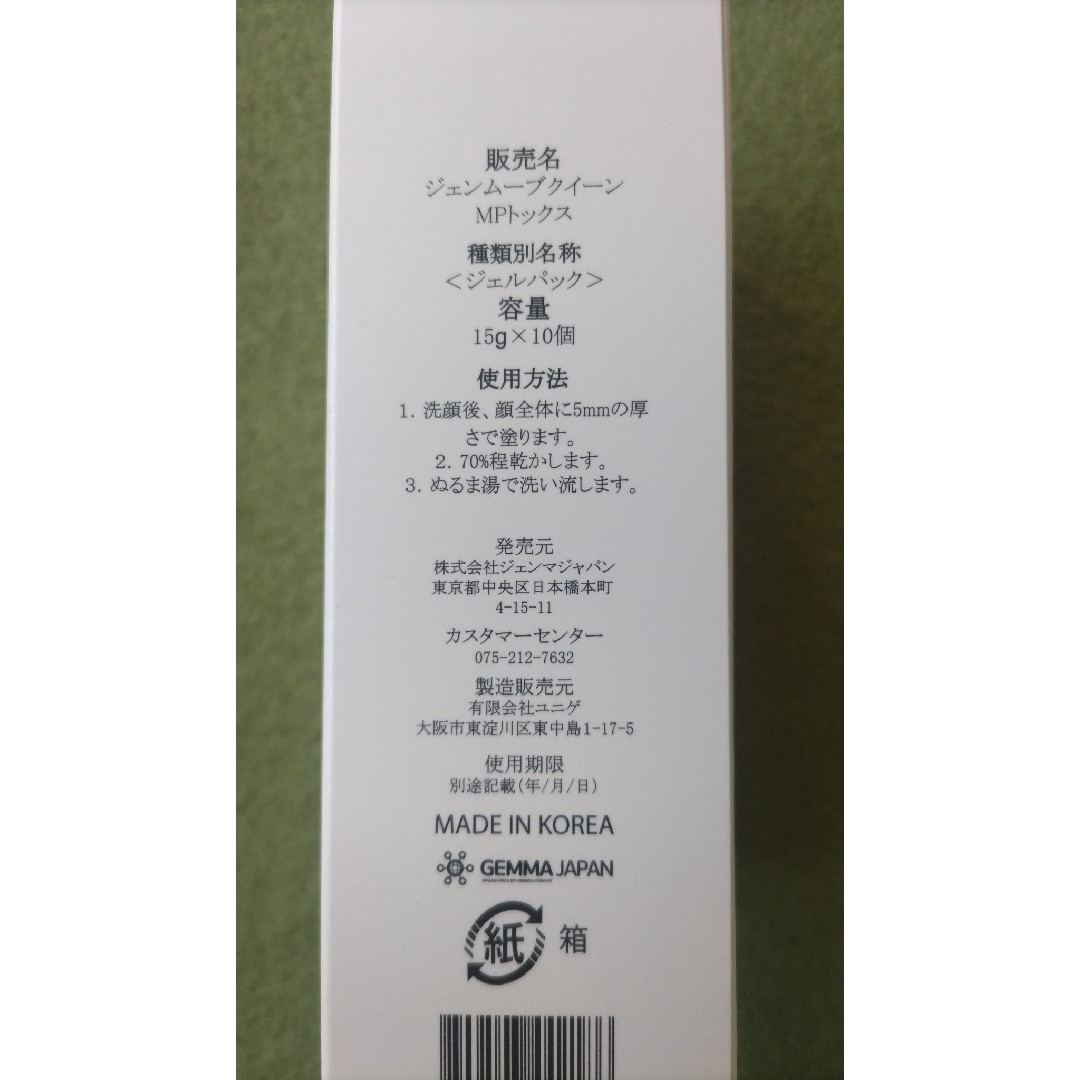 販売名
ジェンムーブクイーン
MPトックス
種類別名称
＜ジェルパック＞
容量
15g×10個
使用方法
1. 洗顔後、顔全体に5mmの厚
さで塗ります。
2. 70%程乾かします。
3. ぬるま湯で洗い流します。
発売元
株式会社ジェンマジャパン
東京都中央区日本橋本町
4-15-11
カスタマーセンター
075-212-7632
製造販売元
有限会社ユニゲ
大阪市東淀川区東中島1-17-5
使用期限
別途記載(年/月/日)
MADE IN KOREA
GEMMA JAPAN
紙 箱